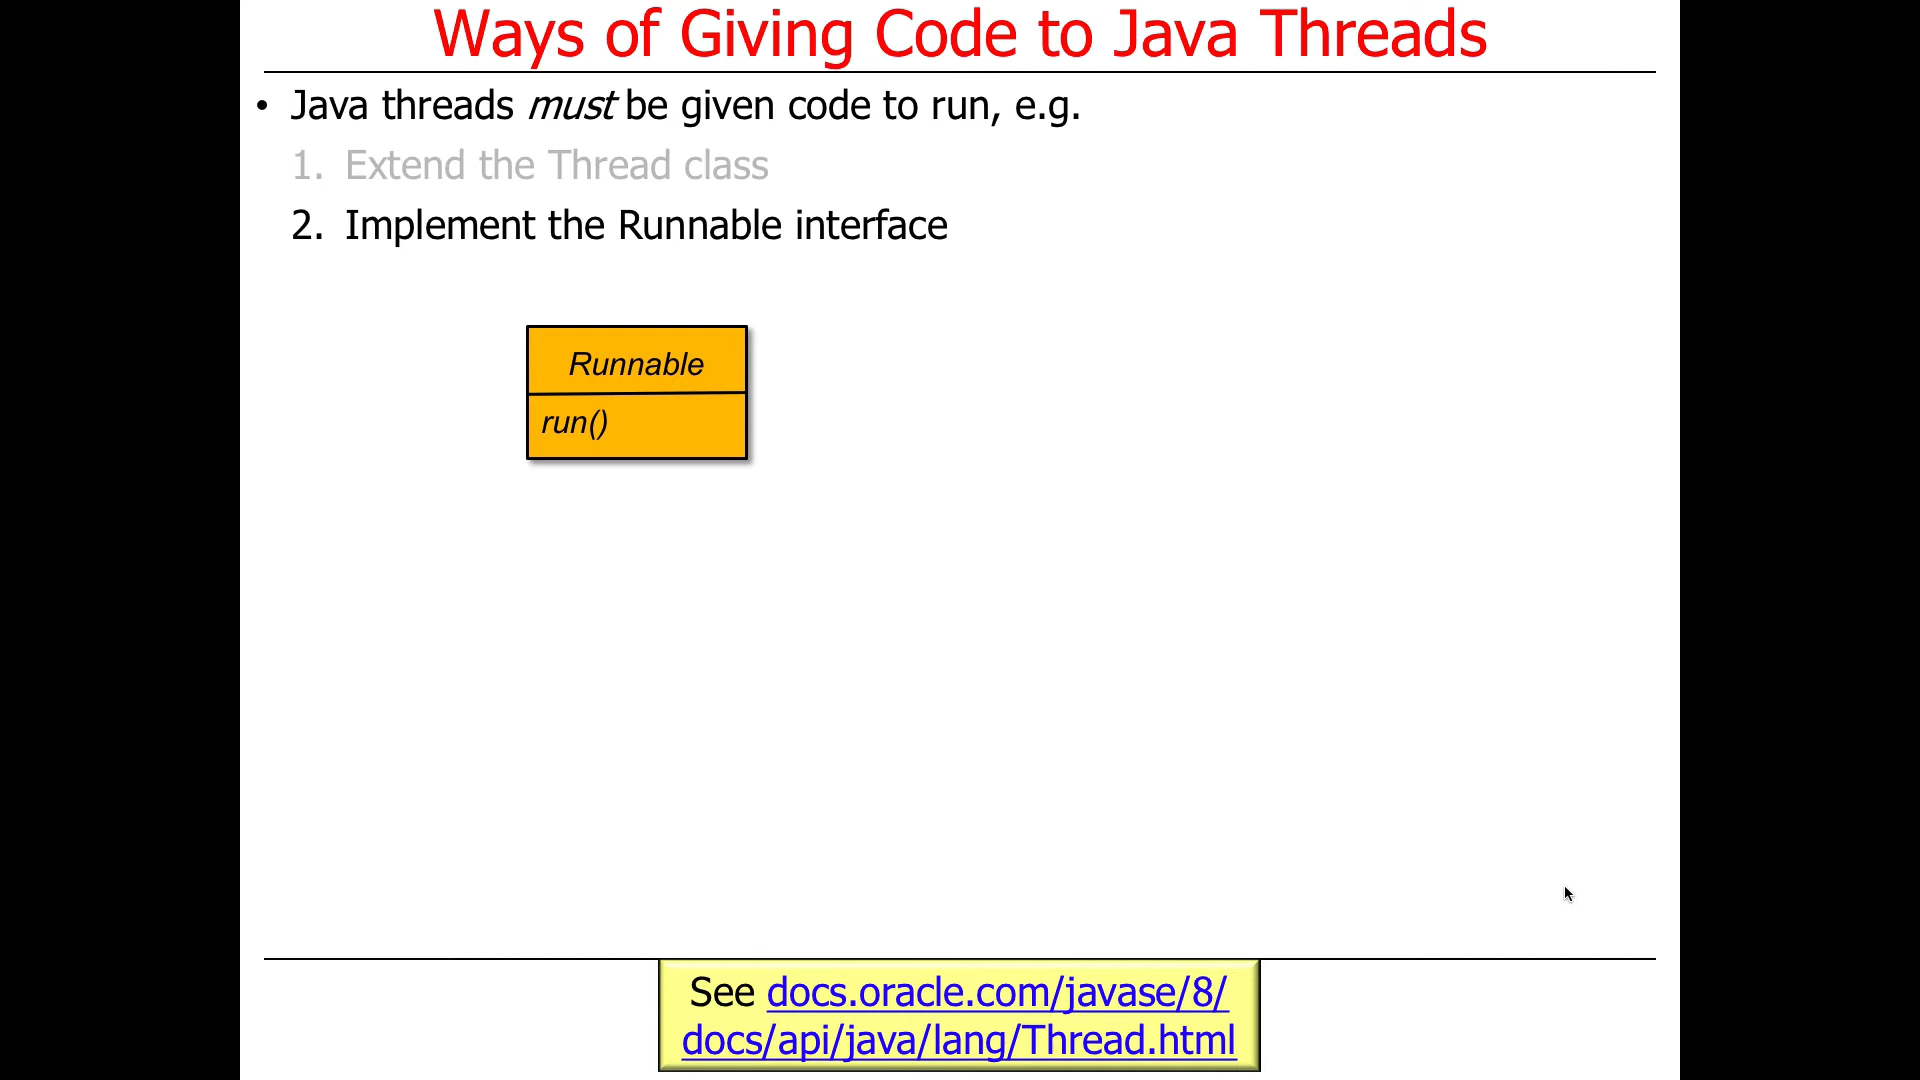 Ways of Giving Code to Java Threads
• Java threads must be given code to run, e.g.
1. Extend the Thread class
2. Implement the Runnable interface
Runnable
run()
See docs.oracle.com/javase/8/
docs/api/java/lang/Thread.html